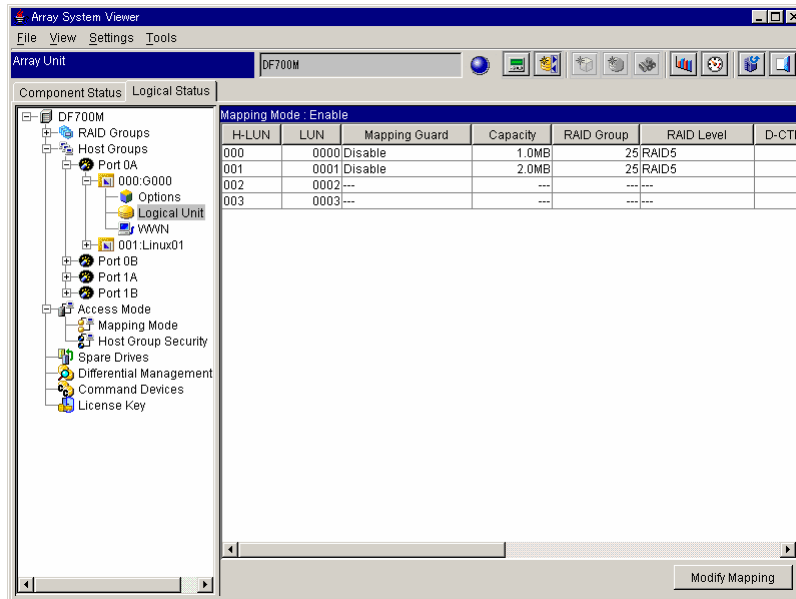 Array System Viewer
File View Settings Tools
Array Unit
DF700M
Component Status Logical Status
DF700M
RAID Groups
Host Groups
Port 0A
000:G000
Options
Logical Unit
WWN
001:Linux01
Port 0B
Port 1A
Port 1B
Access Mode
Mapping Mode
Host Group Security
Spare Drives
Differential Management
Command Devices
License Key
Mapping Mode : Enable
H-LUN LUN Mapping Guard Capacity RAID Group RAID Level D-CTL
000 0000 Disable 1.0MB 25 RAID5
001 0001 Disable 2.0MB 25 RAID5
002 0002 --- --- --- ---
003 0003 --- --- --- ---
Modify Mapping